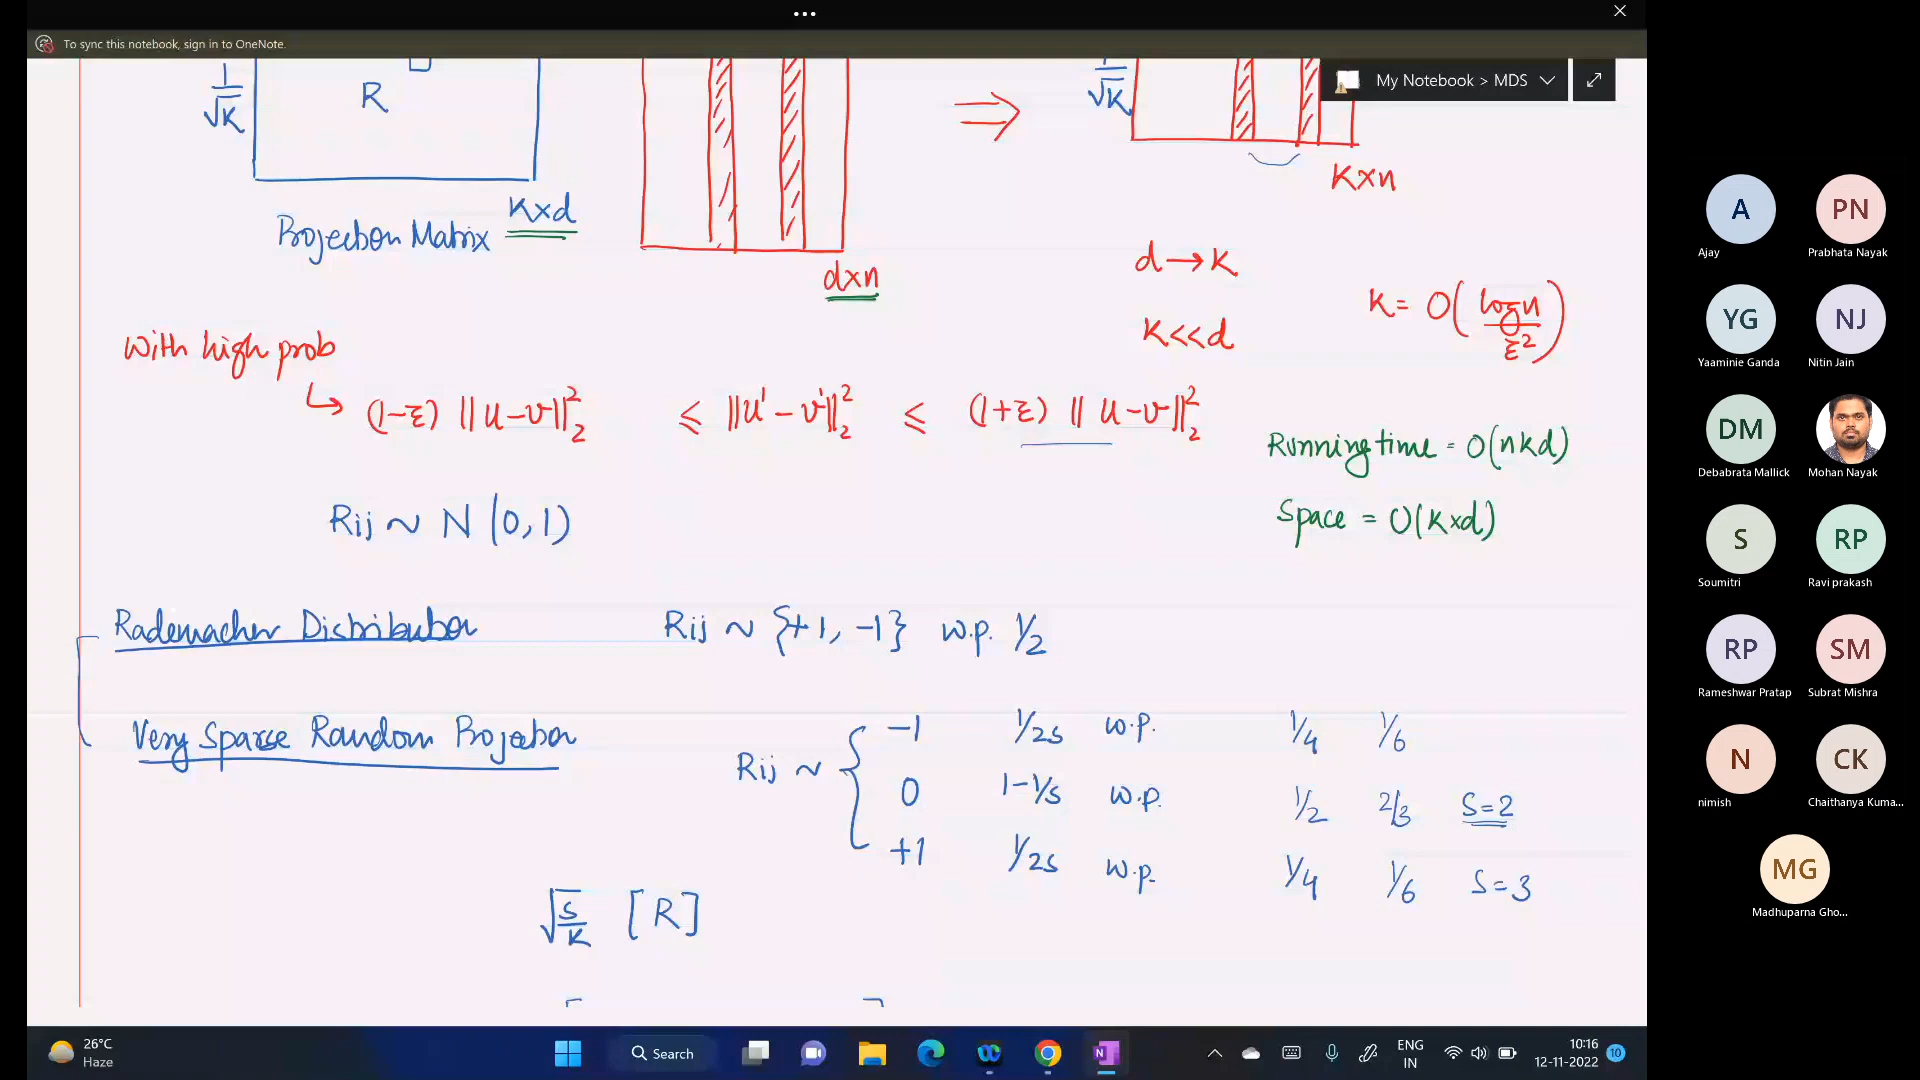 To sync this notebook, sign in to OneNote.
My Notebook > MDS
1/√K
R
1/√K
K×n
K×d
Projection Matrix
d×n
d → K
K = O(log n / ε²)
K<<d
With high prob
(1-ε) ‖u-v‖₂² ≤ ‖u'-v'‖₂² ≤ (1+ε) ‖u-v‖₂²
Running time = O(nkd)
Rij ~ N(0,1)
Space = O(K×d)
Rademacher Distribution Rij ~ {+1, -1} w.p. 1/2
Very Sparse Random Projection
Rij ~ {
-1 1/2s w.p. 1/4 1/6
0 1-1/s w.p. 1/2 2/3 S=2
+1 1/2s w.p. 1/4 1/6 S=3
√(s/K) [R]
A
PN
Ajay
Prabhata Nayak
YG
NJ
Yaaminie Ganda
Nitin Jain
DM
Debabrata Mallick
Mohan Nayak
S
RP
Soumitri
Ravi prakash
RP
SM
Rameshwar Pratap
Subrat Mishra
N
CK
nimish
Chaithanya Kuma...
MG
Madhuparna Gho...
26°C
Haze
Search
ENG
IN
10:16
12-11-2022
10